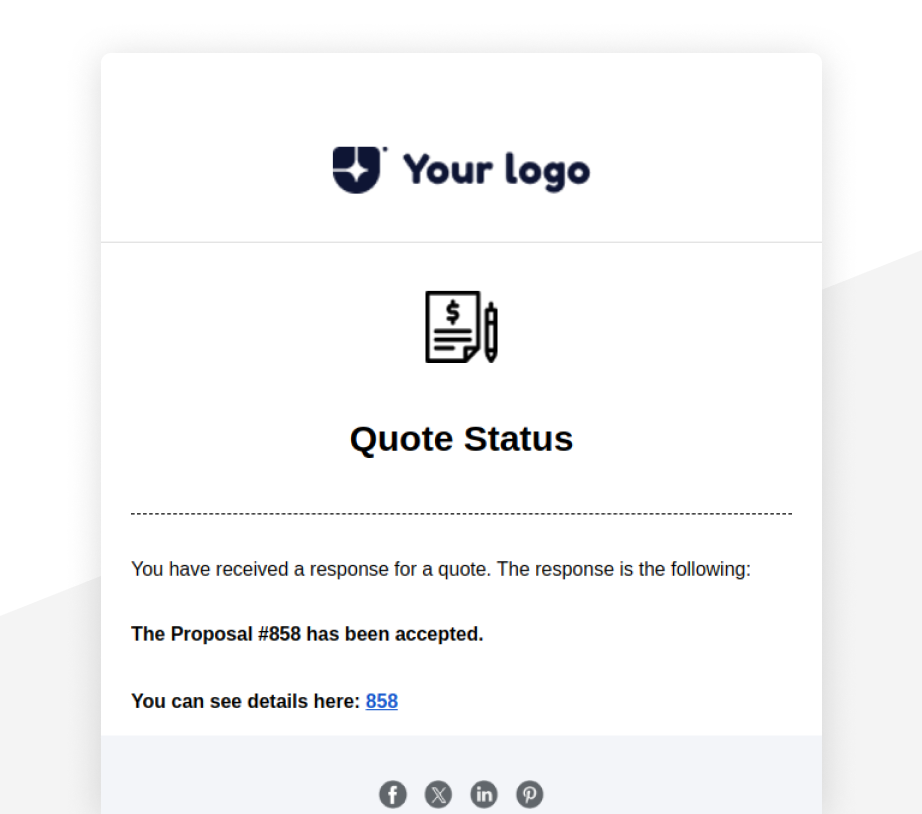 Your logo
$
Quote Status
You have received a response for a quote. The response is the following:
The Proposal #858 has been accepted.
You can see details here: 858